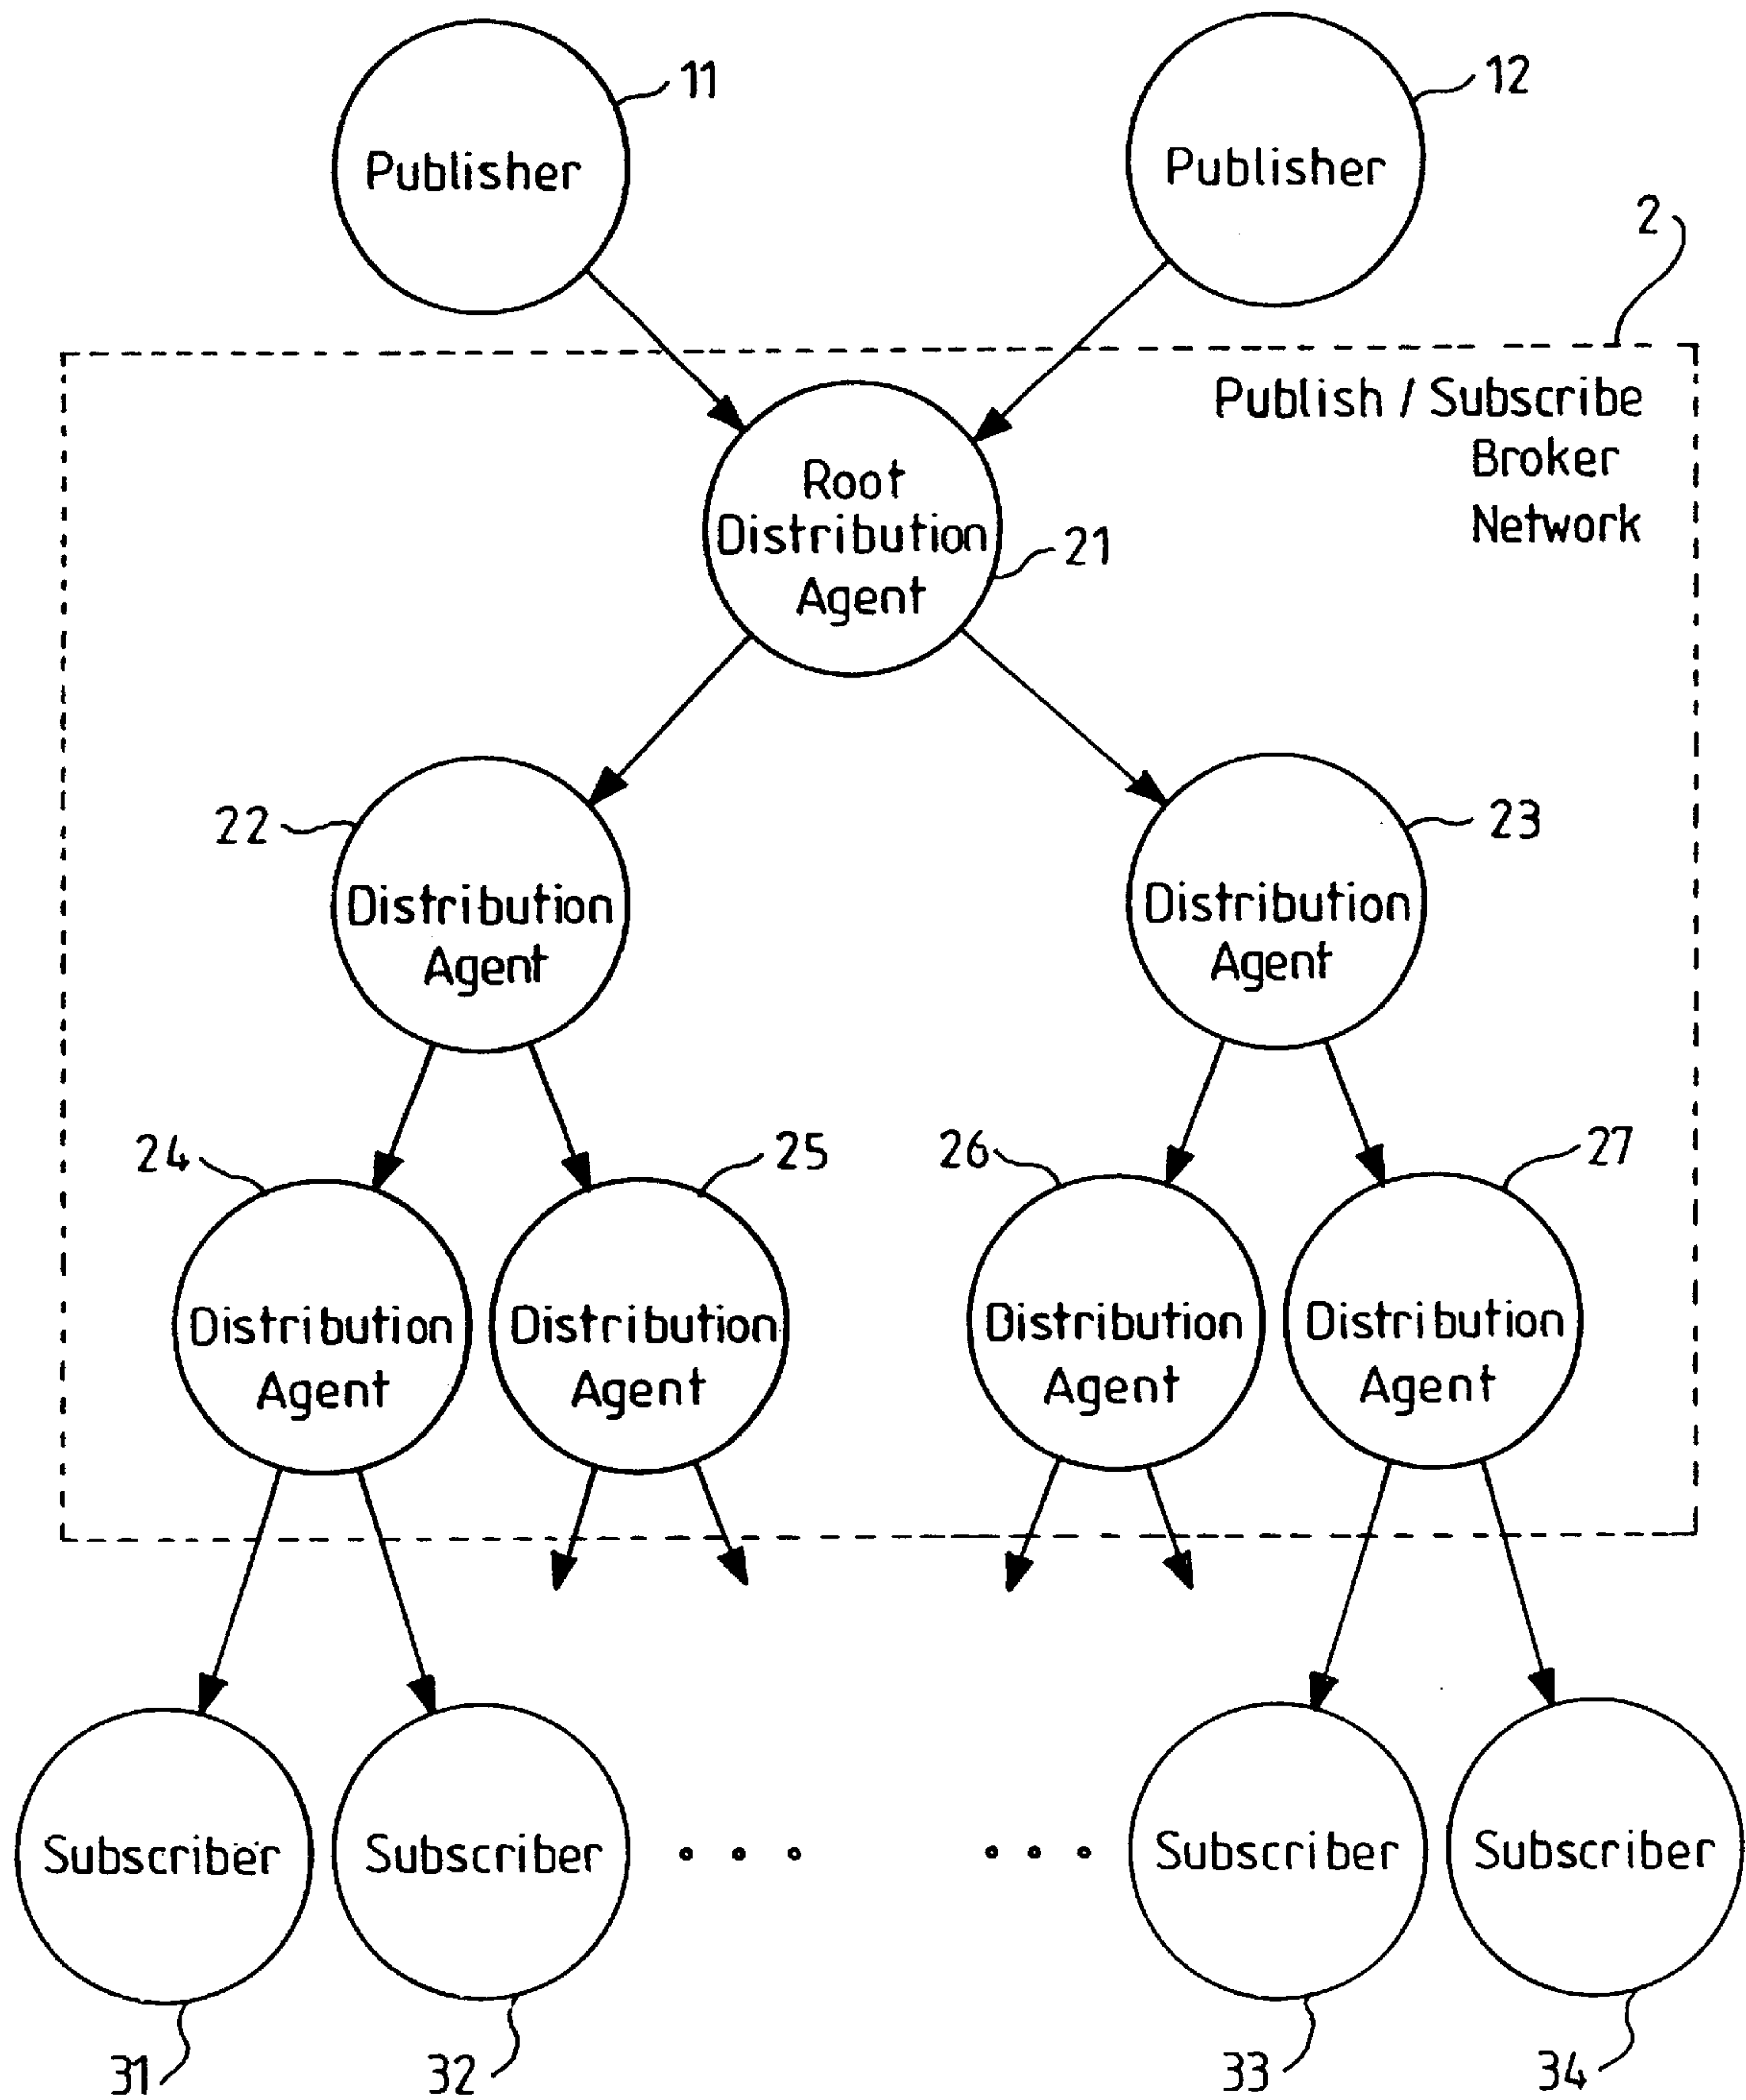 11
12
Publisher
Publisher
2
Publish / Subscribe
Broker
Network
Root
Distribution
Agent
21
22
23
Distribution
Agent
Distribution
Agent
24
25
26
27
Distribution
Agent
Distribution
Agent
Distribution
Agent
Distribution
Agent
Subscriber
Subscriber
Subscriber
Subscriber
31
32
33
34